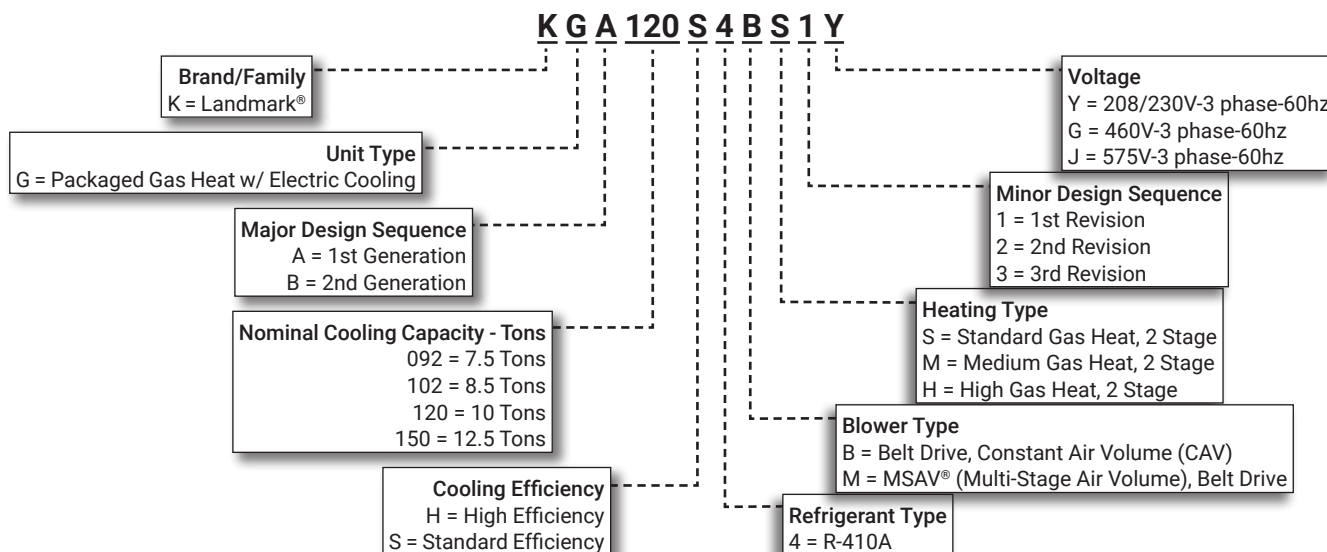 K G A 120 S 4 B S 1 Y
Brand/Family
K = Landmark®
Unit Type
G = Packaged Gas Heat w/ Electric Cooling
Major Design Sequence
A = 1st Generation
B = 2nd Generation
Nominal Cooling Capacity - Tons
092 = 7.5 Tons
102 = 8.5 Tons
120 = 10 Tons
150 = 12.5 Tons
Cooling Efficiency
H = High Efficiency
S = Standard Efficiency
Voltage
Y = 208/230V-3 phase-60hz
G = 460V-3 phase-60hz
J = 575V-3 phase-60hz
Minor Design Sequence
1 = 1st Revision
2 = 2nd Revision
3 = 3rd Revision
Heating Type
S = Standard Gas Heat, 2 Stage
M = Medium Gas Heat, 2 Stage
H = High Gas Heat, 2 Stage
Blower Type
B = Belt Drive, Constant Air Volume (CAV)
M = MSAV® (Multi-Stage Air Volume), Belt Drive
Refrigerant Type
4 = R-410A